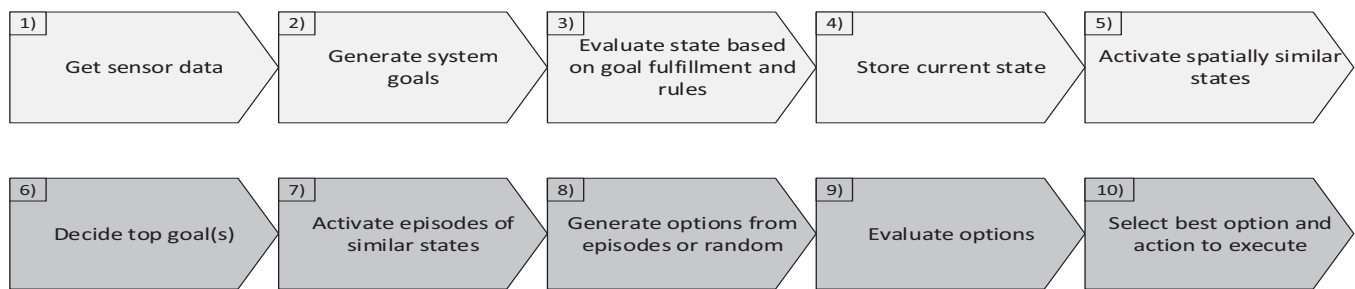 1)
Get sensor data
2)
Generate system
goals
3)
Evaluate state based
on goal fulfillment and
rules
4)
Store current state
5)
Activate spatially similar
states
6)
Decide top goal(s)
7)
Activate episodes of
similar states
8)
Generate options from
episodes or random
9)
Evaluate options
10)
Select best option and
action to execute